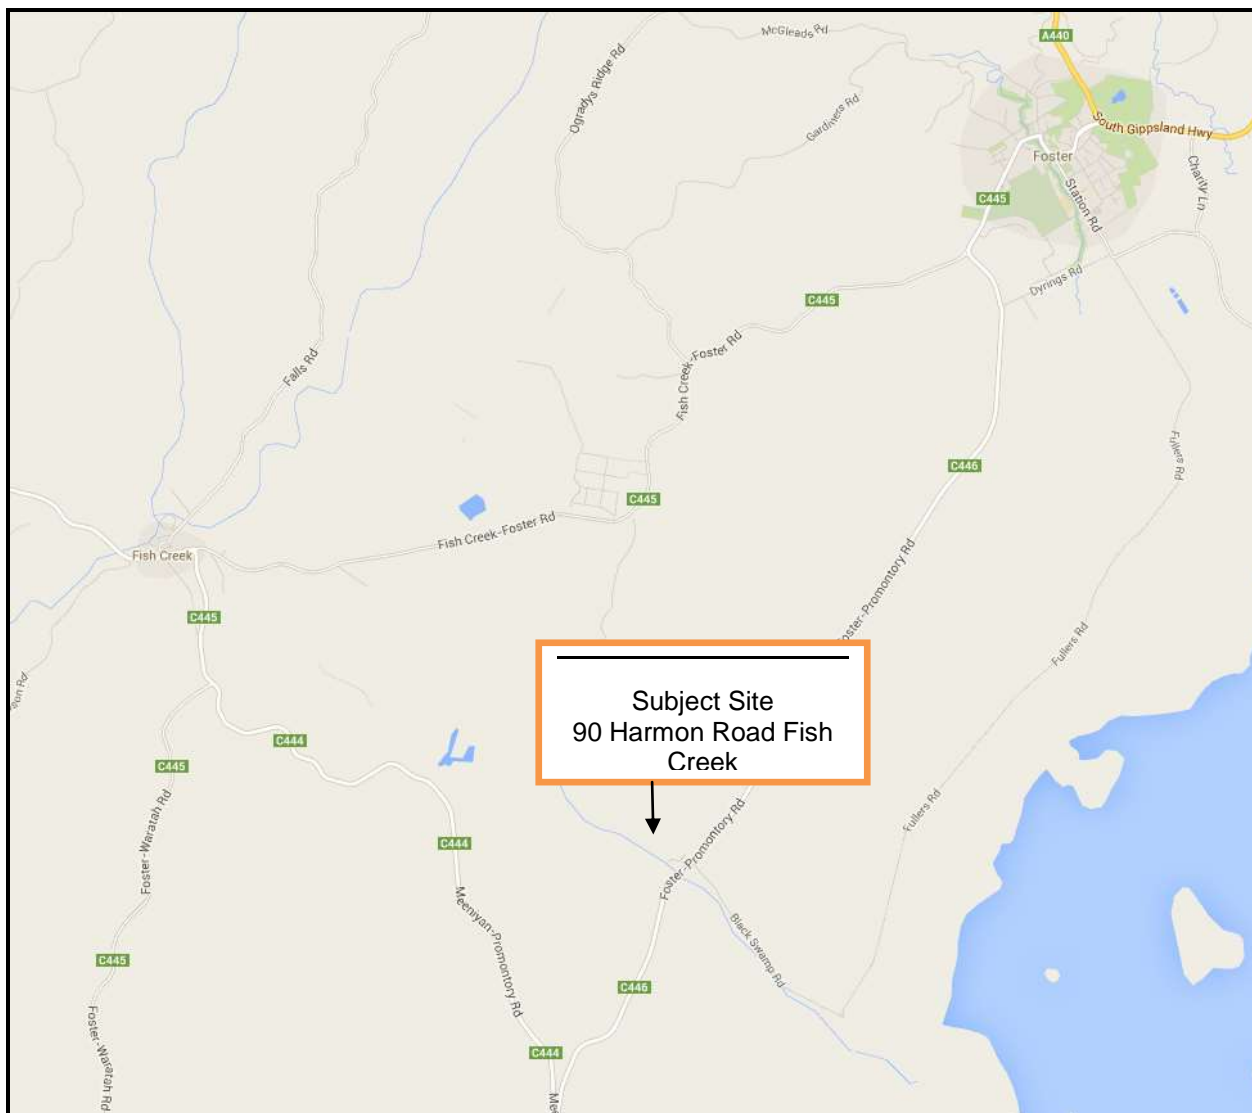 McGleads Rd
A440
Ogradys Ridge Rd
Gardiners Rd
South Gippsland Hwy
Foster
Charity Ln
C445
Station Rd
Dyrings Rd
C445
Fish Creek-Foster Rd
Falls Rd
Fullers Rd
C446
C445
Fish Creek-Foster Rd
Fish Creek
Foster-Promontory Rd
C445
Fullers Rd
Subject Site
90 Harmon Road Fish
Creek
C444
C445
Foster-Waratah Rd
Fullers Rd
C444
Foster-Promontory Rd
Meeniyan-Promontory Rd
Black Swamp Rd
C445
C446
Foster-Waratah Rd
C444